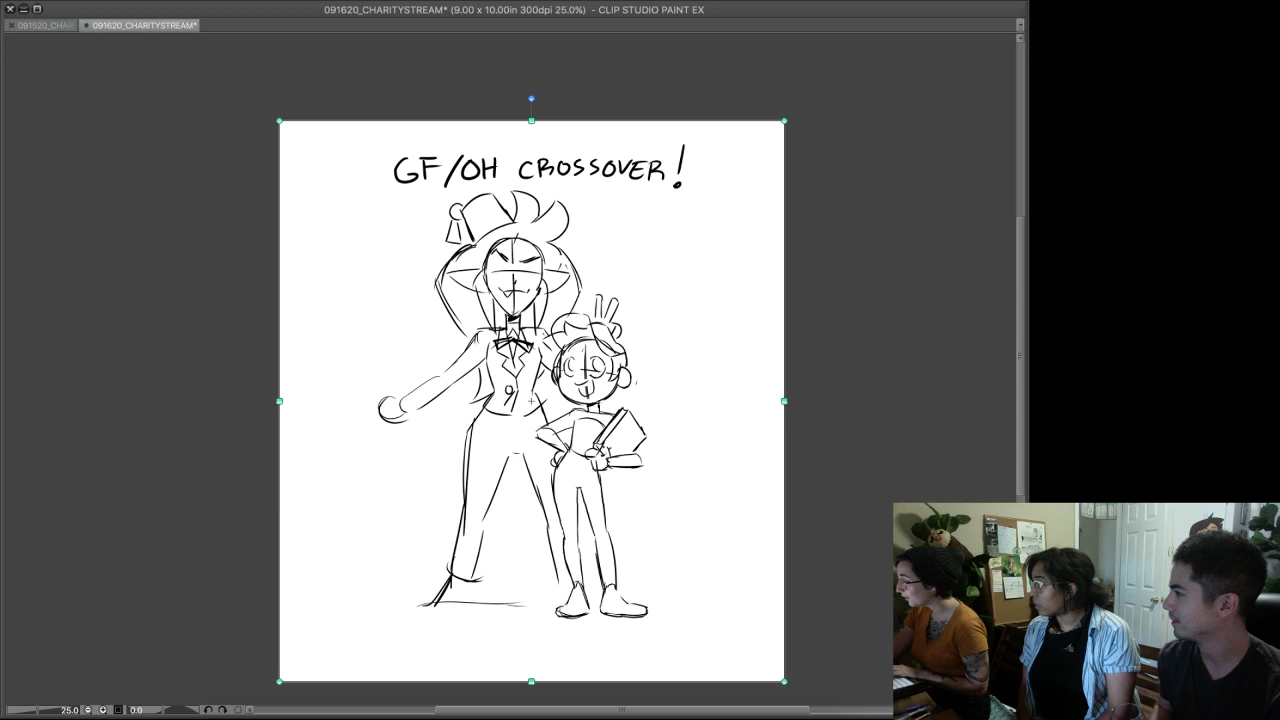 091620_CHARITYSTREAM* (9.00 x 10.00in 300dpi 25.0%) - CLIP STUDIO PAINT EX
091520_CHAR 091620_CHARITYSTREAM*
GF/OH CROSSOVER!
25.0 0.0